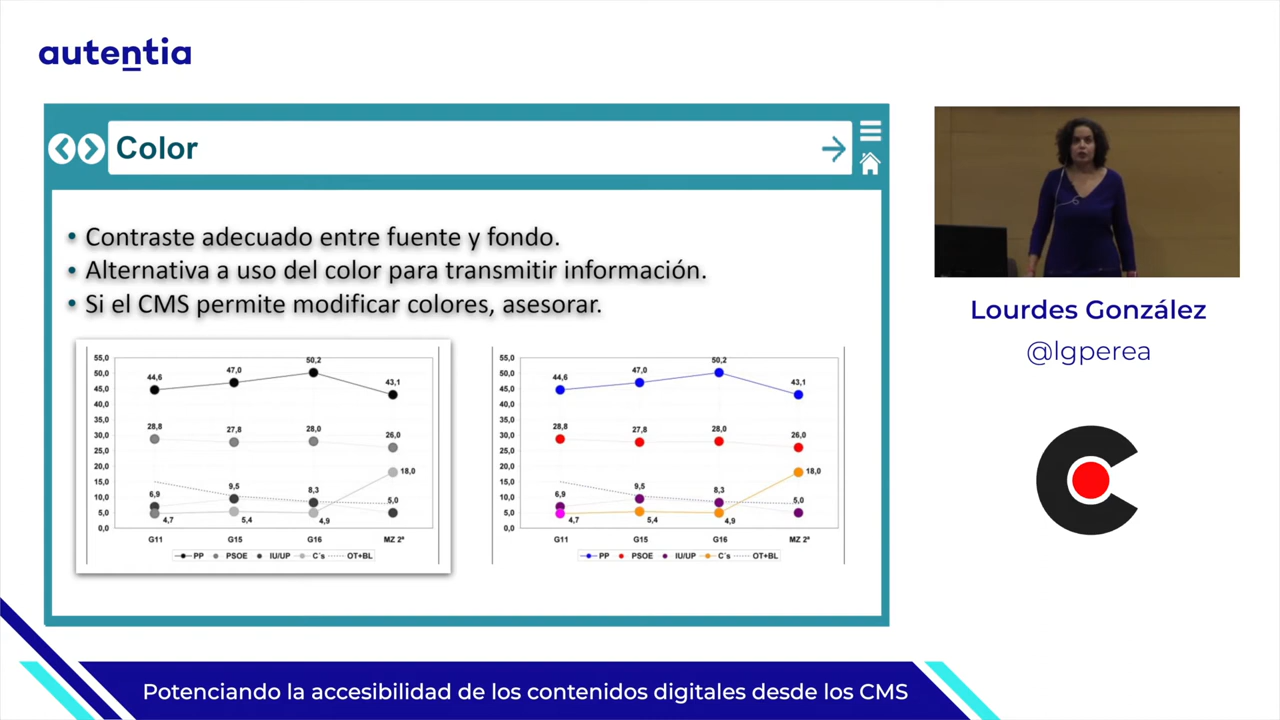 autentia
Color
• Contraste adecuado entre fuente y fondo.
• Alternativa a uso del color para transmitir información.
• Si el CMS permite modificar colores, asesorar.
55,0
50,0
45,0
40,0
35,0
30,0
25,0
20,0
15,0
10,0
5,0
0,0
44,6 47,0 50,2 43,1
28,8 27,8 28,0 26,0
18,0
6,9 9,5 8,3 5,0
4,7 5,4 4,9
G11 G15 G16 MZ 2ª
PP PSOE IU/UP C´s OT+BL
55,0
50,0
45,0
40,0
35,0
30,0
25,0
20,0
15,0
10,0
5,0
0,0
44,6 47,0 50,2 43,1
28,8 27,8 28,0 26,0
18,0
6,9 9,5 8,3 5,0
4,7 5,4 4,9
G11 G15 G16 MZ 2ª
PP PSOE IU/UP C´s OT+BL
Lourdes González
@lgperea
Potenciando la accesibilidad de los contenidos digitales desde los CMS